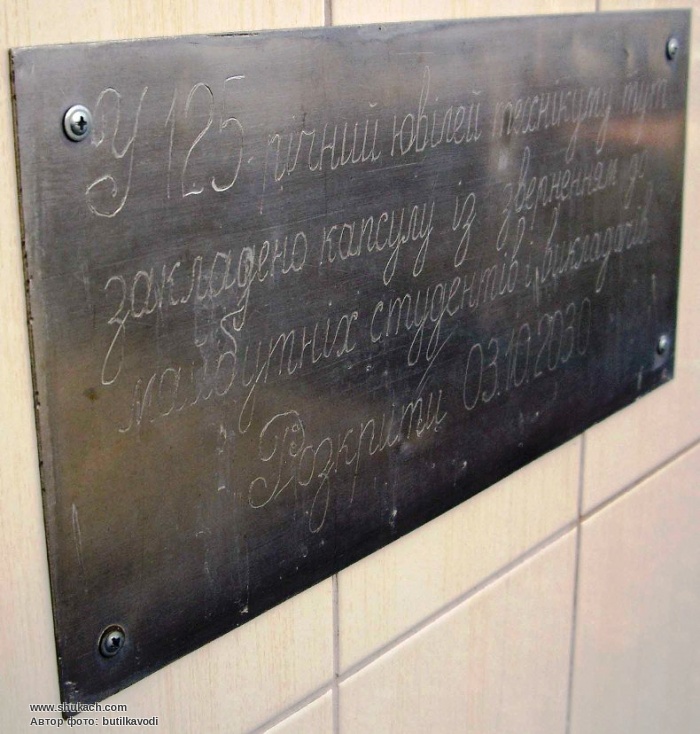 У 125-річний ювілей технікуму тут
закладено капсулу із зверненням до
майбутніх студентів і викладачів.
Розкрити 03.10.2030
www.shukach.com
Автор фото: butilkavodi